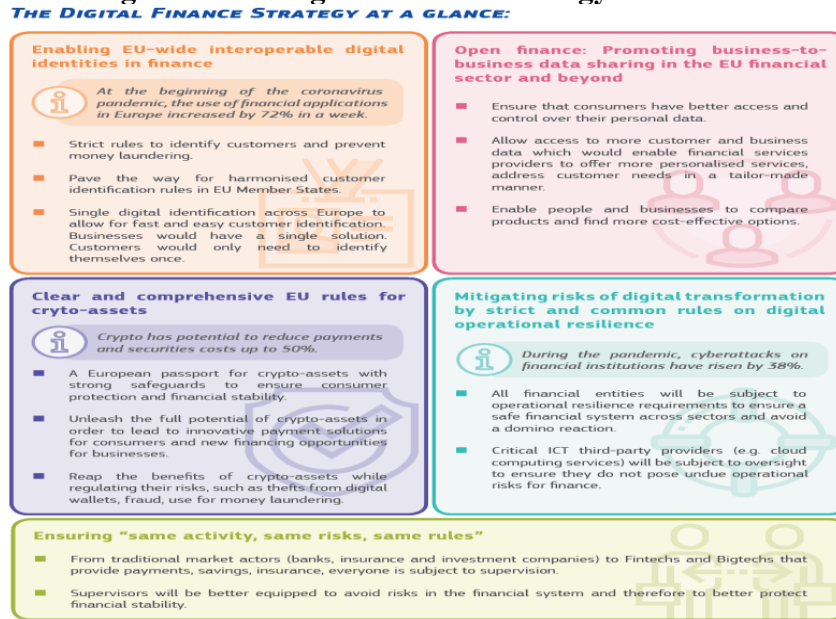 THE DIGITAL FINANCE STRATEGY AT A GLANCE:
Enabling EU-wide interoperable digital
identities in finance
At the beginning of the coronavirus
pandemic, the use of financial applications
in Europe increased by 72% in a week.
Strict rules to identify customers and prevent
money laundering.
Pave the way for harmonised customer
identification rules in EU Member States.
Single digital identification across Europe to
allow for fast and easy customer identification.
Businesses would have a single solution.
Customers would only need to identify
themselves once.
Open finance: Promoting business-to-
business data sharing in the EU financial
sector and beyond
Ensure that consumers have better access and
control over their personal data.
Allow access to more customer and business
data which would enable financial services
providers to offer more personalised services,
address customer needs in a tailor-made
manner.
Enable people and businesses to compare
products and find more cost-effective options.
Clear and comprehensive EU rules for
cryto-assets
Crypto has potential to reduce payments
and securities costs up to 50%.
A European passport for crypto-assets with
strong safeguards to ensure consumer
protection and financial stability.
Unleash the full potential of crypto-assets in
order to lead to innovative payment solutions
for consumers and new financing opportunities
for businesses.
Reap the benefits of crypto-assets while
regulating their risks, such as thefts from digital
wallets, fraud, use for money laundering.
Mitigating risks of digital transformation
by strict and common rules on digital
operational resilience
During the pandemic, cyberattacks on
financial institutions have risen by 38%.
All financial entities will be subject to
operational resilience requirements to ensure a
safe financial system across sectors and avoid
a domino reaction.
Critical ICT third-party providers (e.g. cloud
computing services) will be subject to oversight
to ensure they do not pose undue operational
risks for finance.
Ensuring “same activity, same risks, same rules”
From traditional market actors (banks, insurance and investment companies) to Fintechs and Bigtechs that
provide payments, savings, insurance, everyone is subject to supervision.
Supervisors will be better equipped to avoid risks in the financial system and therefore to better protect
financial stability.